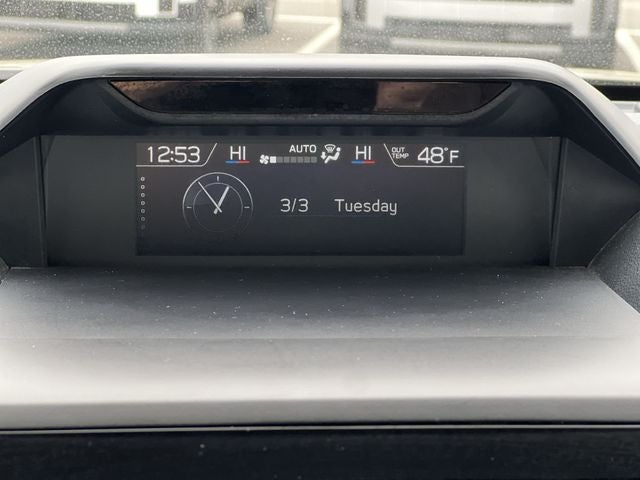 12:53 HI AUTO HI OUT TEMP 48°F
3/3 Tuesday